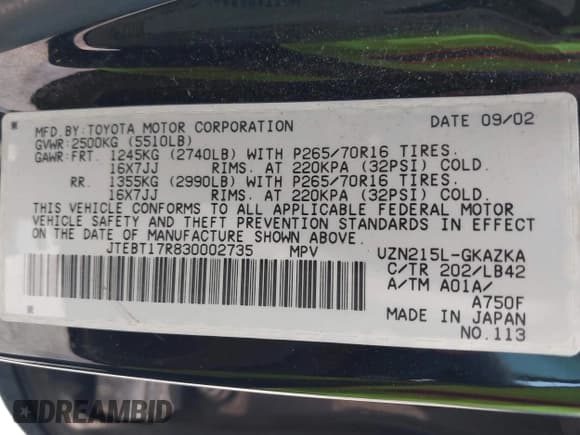 MFD.BY:TOYOTA MOTOR CORPORATION DATE 09/02
GVWR:2500KG (5510LB)
GAWR:FRT. 1245KG (2740LB) WITH P265/70R16 TIRES.
16X7JJ RIMS. AT 220KPA (32PSI) COLD.
RR. 1355KG (2990LB) WITH P265/70R16 TIRES.
16X7JJ RIMS. AT 220KPA (32PSI) COLD.
THIS VEHICLE CONFORMS TO ALL APPLICABLE FEDERAL MOTOR
VEHICLE SAFETY AND THEFT PREVENTION STANDARDS IN EFFECT
ON THE DATE OF MANUFACTURE SHOWN ABOVE.
JTEBT17R830002735 MPV UZN215L-GKAZKA
C/TR 202/LB42
A/TM A01A/
A750F
MADE IN JAPAN
NO.113
DREAMBID